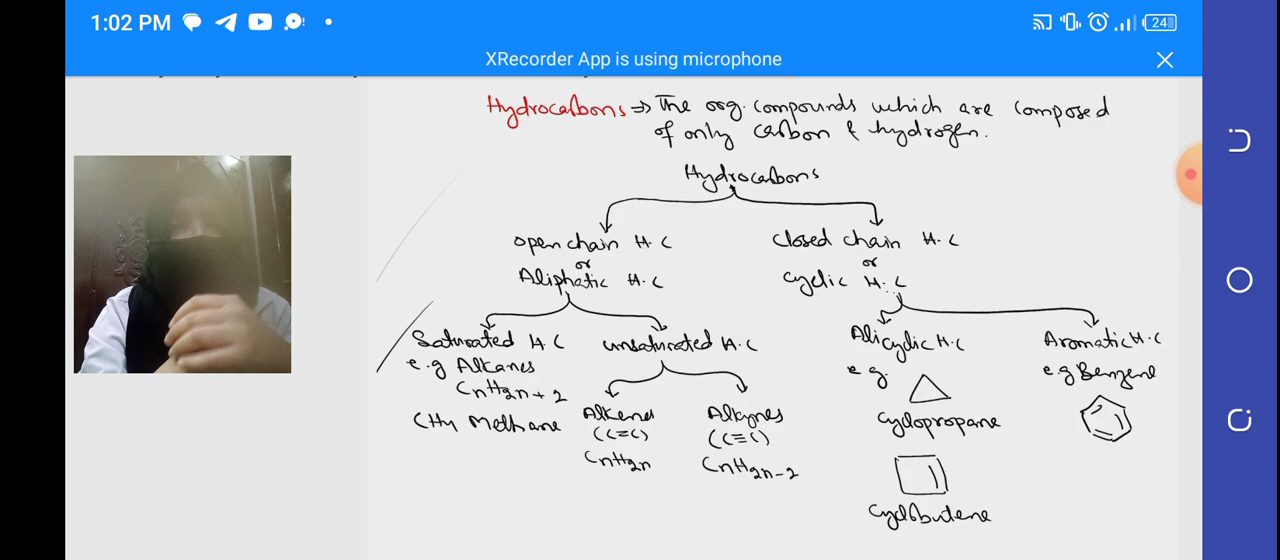 1:02 PM
24
XRecorder App is using microphone
Hydrocarbons → The org. compounds which are composed
of only carbon & hydrogen.
Hydrocarbons
open chain H.C
or
Aliphatic H.C
Closed chain H.C
or
cyclic H.C
Saturated H.C
e.g Alkanes
CnH2n+2
CH4 Methane
unsaturated H.C
Alkenes
(C=C)
CnH2n
Alkynes
(C≡C)
CnH2n-2
Alicyclic H.C
e.g.
Cyclopropane
Cyclobutene
Aromatic H.C
e.g Benzene